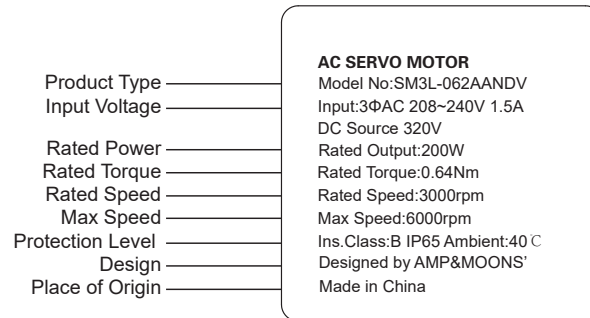 AC SERVO MOTOR
Product Type Model No:SM3L-062AANDV
Input Voltage Input:3ΦAC 208~240V 1.5A
DC Source 320V
Rated Power Rated Output:200W
Rated Torque Rated Torque:0.64Nm
Rated Speed Rated Speed:3000rpm
Max Speed Max Speed:6000rpm
Protection Level Ins.Class:B IP65 Ambient:40℃
Design Designed by AMP&MOONS'
Place of Origin Made in China